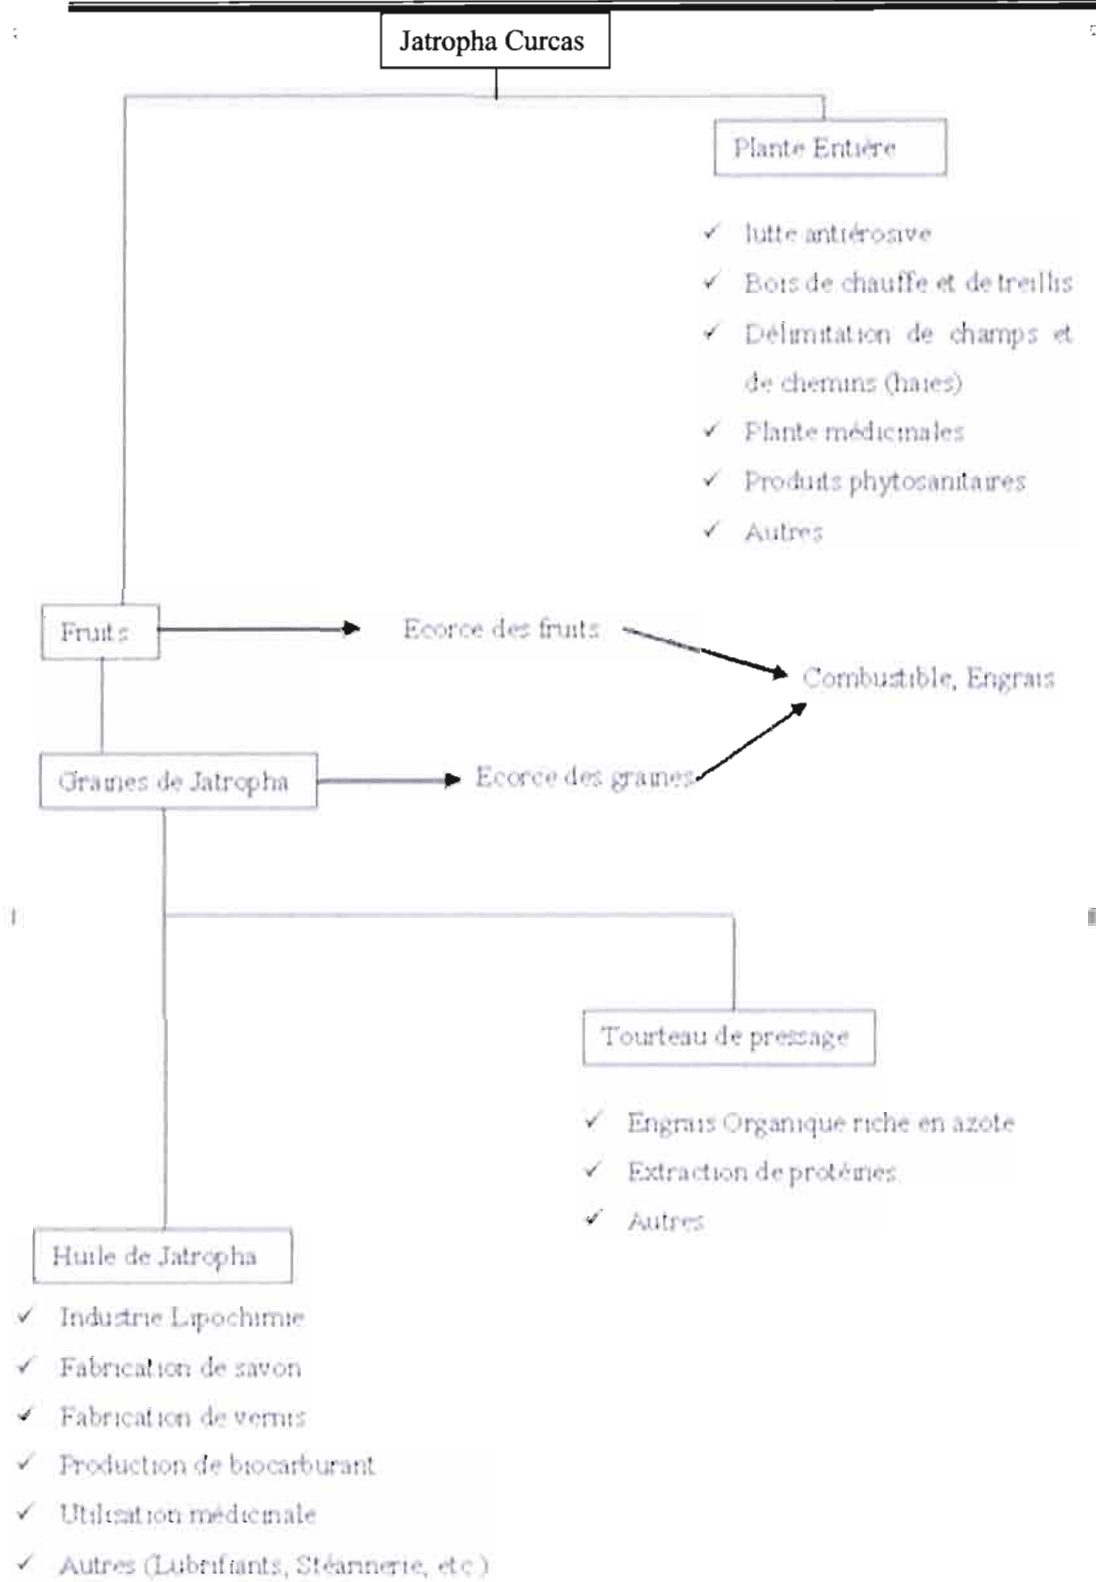 Jatropha Curcas
Plante Entière
✓ lutte antiérosive
✓ Bois de chauffe et de treillis
✓ Délimitation de champs et
de chemins (haies)
✓ Plante médicinales
✓ Produits phytosanitaires
✓ Autres
Fruits
Ecorce des fruits
Combustible, Engrais
Graines de Jatropha
Ecorce des graines
Tourteau de pressage
✓ Engrais Organique riche en azote
✓ Extraction de protéines
✓ Autres
Huile de Jatropha
✓ Industrie Lipochimie
✓ Fabrication de savon
✓ Fabrication de vernis
✓ Production de biocarburant
✓ Utilisation médicinale
✓ Autres (Lubrifiants, Stéarinerie, etc)